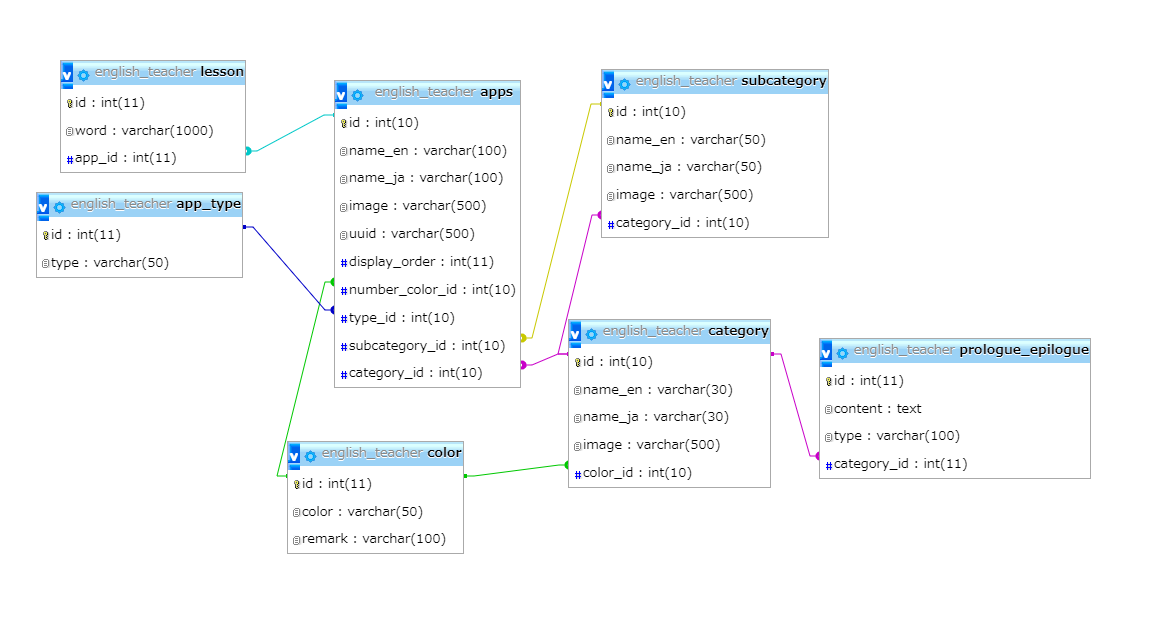 english_teacher lesson
id : int(11)
word : varchar(1000)
app_id : int(11)
english_teacher app_type
id : int(11)
type : varchar(50)
english_teacher apps
id : int(10)
name_en : varchar(100)
name_ja : varchar(100)
image : varchar(500)
uuid : varchar(500)
display_order : int(11)
number_color_id : int(10)
type_id : int(10)
subcategory_id : int(10)
category_id : int(10)
english_teacher subcategory
id : int(10)
name_en : varchar(50)
name_ja : varchar(50)
image : varchar(500)
category_id : int(10)
english_teacher category
id : int(10)
name_en : varchar(30)
name_ja : varchar(30)
image : varchar(500)
color_id : int(10)
english_teacher prologue_epilogue
id : int(11)
content : text
type : varchar(100)
category_id : int(11)
english_teacher color
id : int(11)
color : varchar(50)
remark : varchar(100)